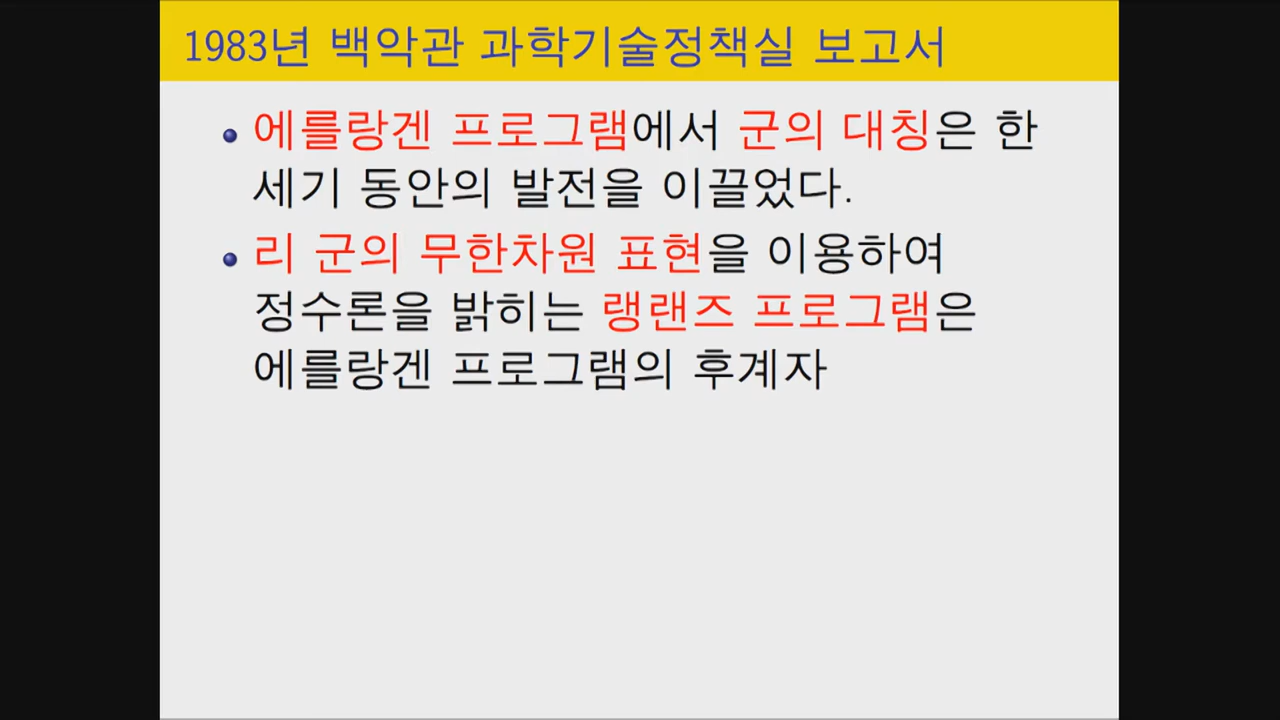 1983년 백악관 과학기술정책실 보고서
에를랑겐 프로그램에서 군의 대칭은 한
세기 동안의 발전을 이끌었다.
리 군의 무한차원 표현을 이용하여
정수론을 밝히는 랭랜즈 프로그램은
에를랑겐 프로그램의 후계자